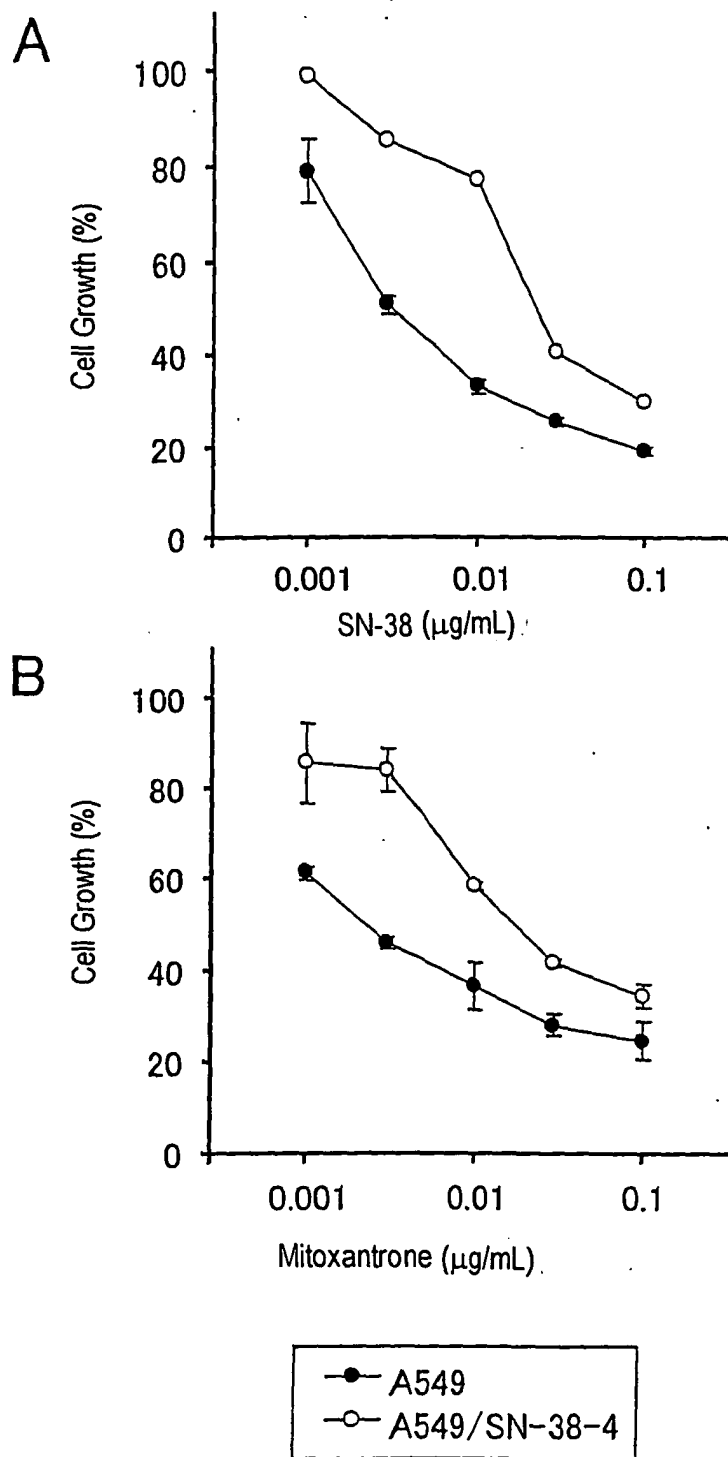 A
100
80
60
40
20
0
Cell Growth (%)
0.001 0.01 0.1
SN-38 (μg/mL)
B
100
80
60
40
20
0
Cell Growth (%)
0.001 0.01 0.1
Mitoxantrone (μg/mL)
A549
A549/SN-38-4